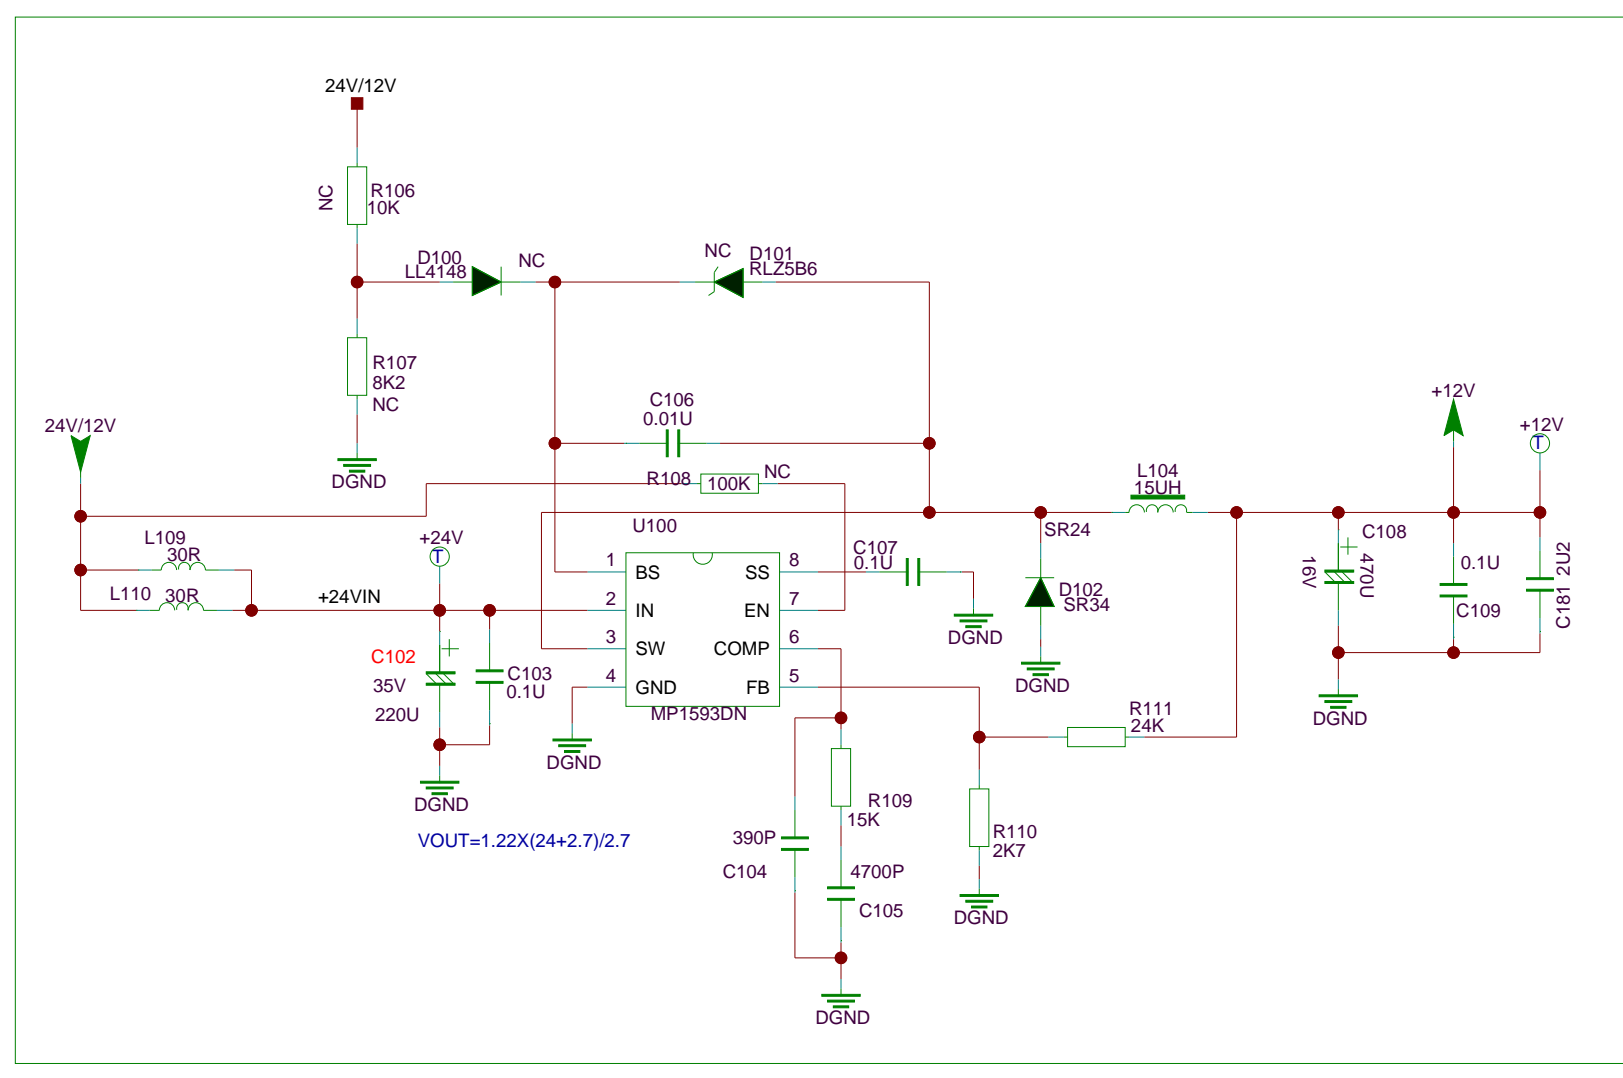 24V/12V
NC
R106
10K
D100
LL4148
NC
NC
D101
RLZ5B6
R107
8K2
NC
DGND
C106
0.01U
R108
100K
NC
24V/12V
L109
30R
L110
30R
+24VIN
+24V
T
C102
35V
220U
C103
0.1U
DGND
U100
1
BS
2
IN
3
SW
4
GND
8
SS
7
EN
6
COMP
5
FB
MP1593DN
DGND
C107
0.1U
DGND
SR24
D102
SR34
DGND
L104
15UH
+12V
+12V
T
C108
470U
16V
0.1U
C109
C181 2U2
DGND
R111
24K
R110
2K7
DGND
R109
15K
390P
C104
4700P
C105
DGND
VOUT=1.22X(24+2.7)/2.7